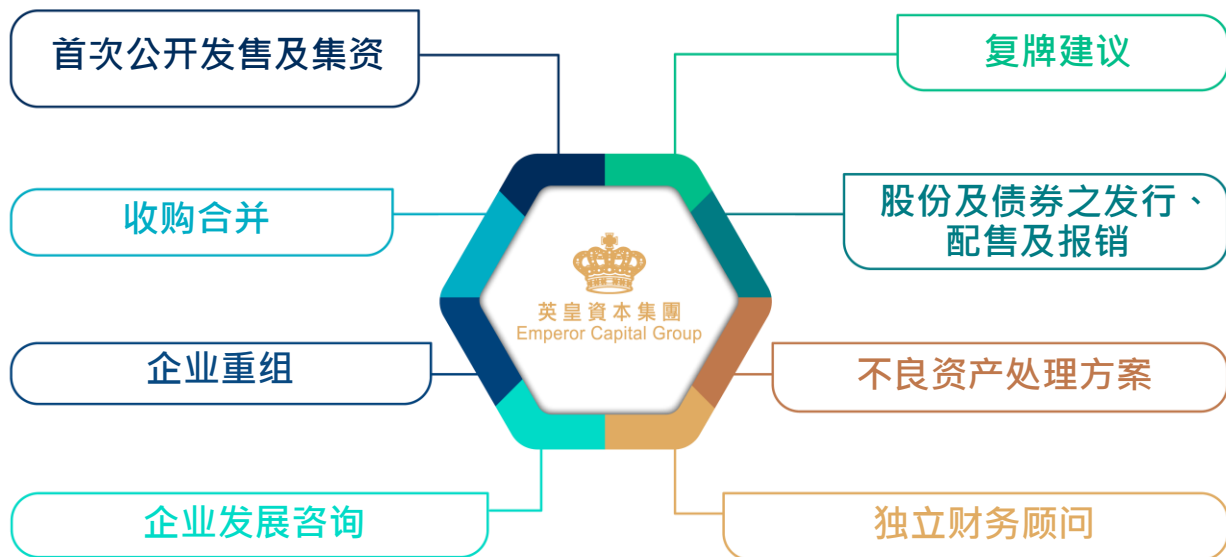 首次公开发售及集资
复牌建议
收购合并
股份及债券之发行、
配售及报销
英皇資本集團
Emperor Capital Group
企业重组
不良资产处理方案
企业发展咨询
独立财务顾问